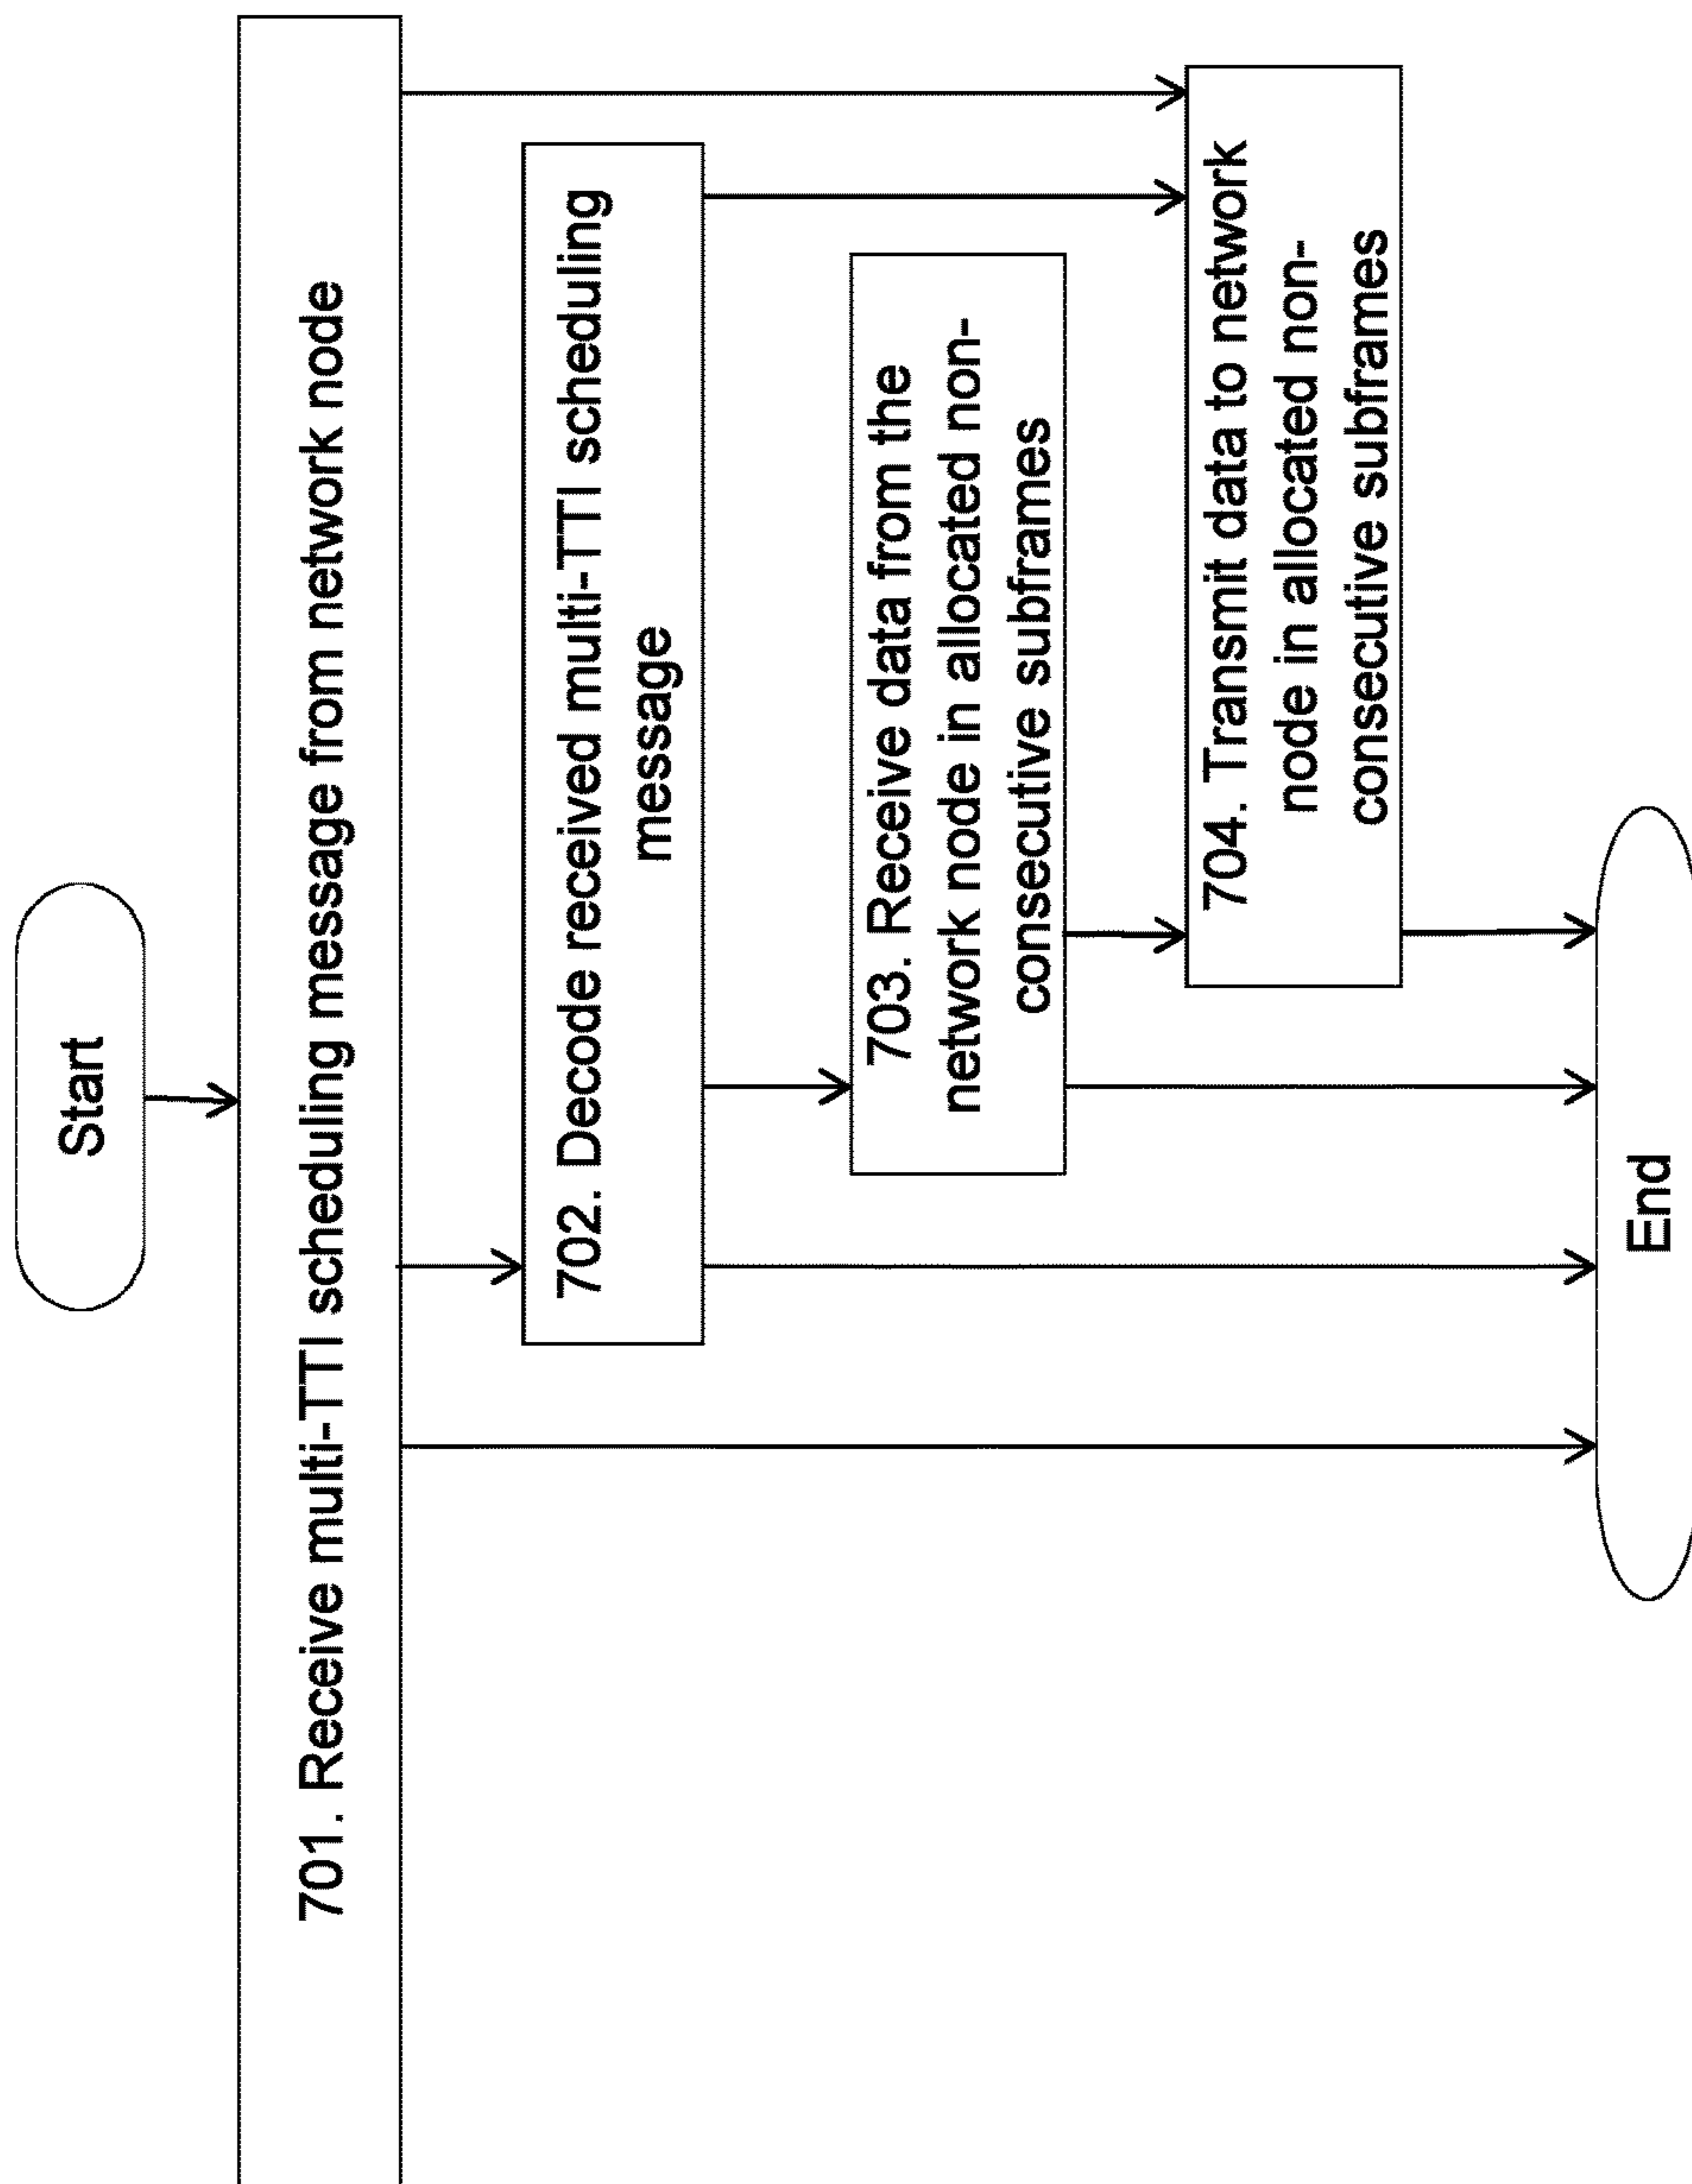 Start
701. Receive multi-TTI scheduling message from network node
702. Decode received multi-TTI scheduling
message
703. Receive data from the
network node in allocated non-
consecutive subframes
704. Transmit data to network
node in allocated non-
consecutive subframes
End